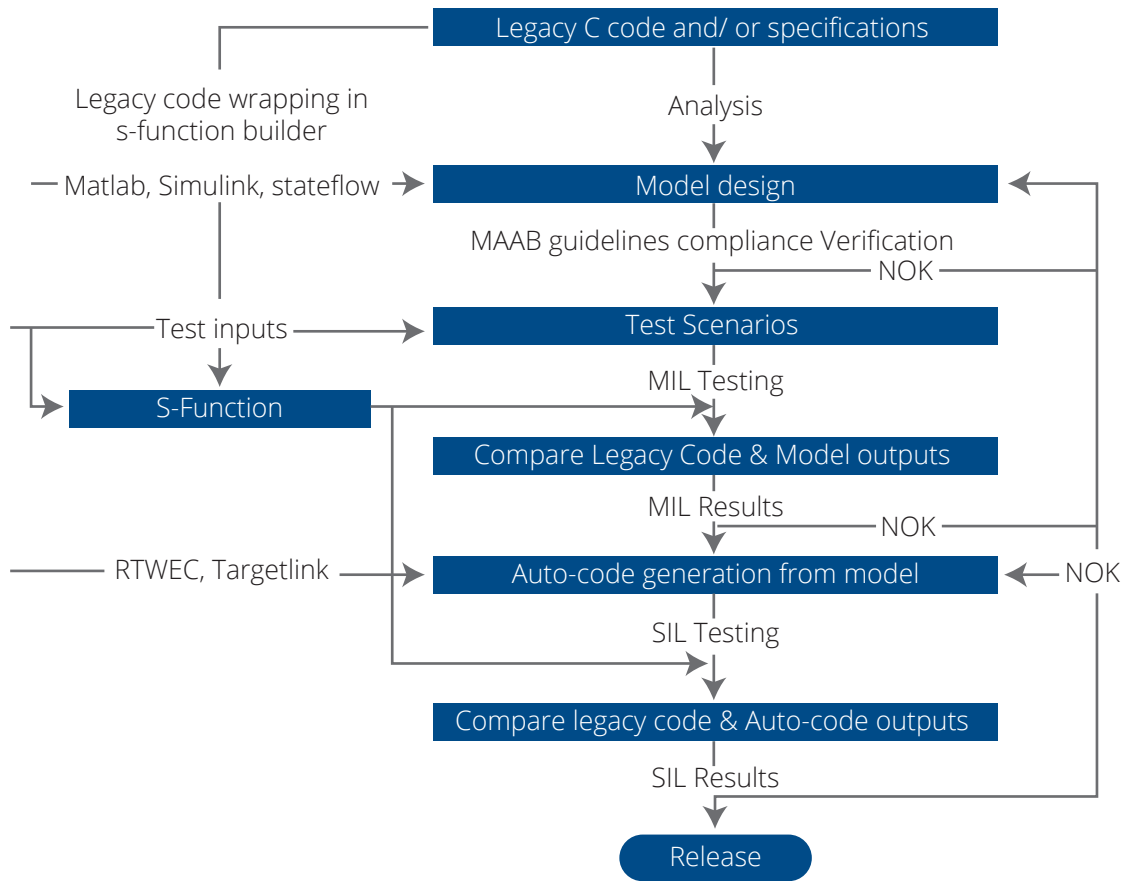 Legacy C code and/ or specifications
Legacy code wrapping in
s-function builder
Analysis
Matlab, Simulink, stateflow
Model design
MAAB guidelines compliance Verification
NOK
Test inputs
Test Scenarios
MIL Testing
S-Function
Compare Legacy Code & Model outputs
MIL Results
NOK
RTWEC, Targetlink
Auto-code generation from model
NOK
SIL Testing
Compare legacy code & Auto-code outputs
SIL Results
Release